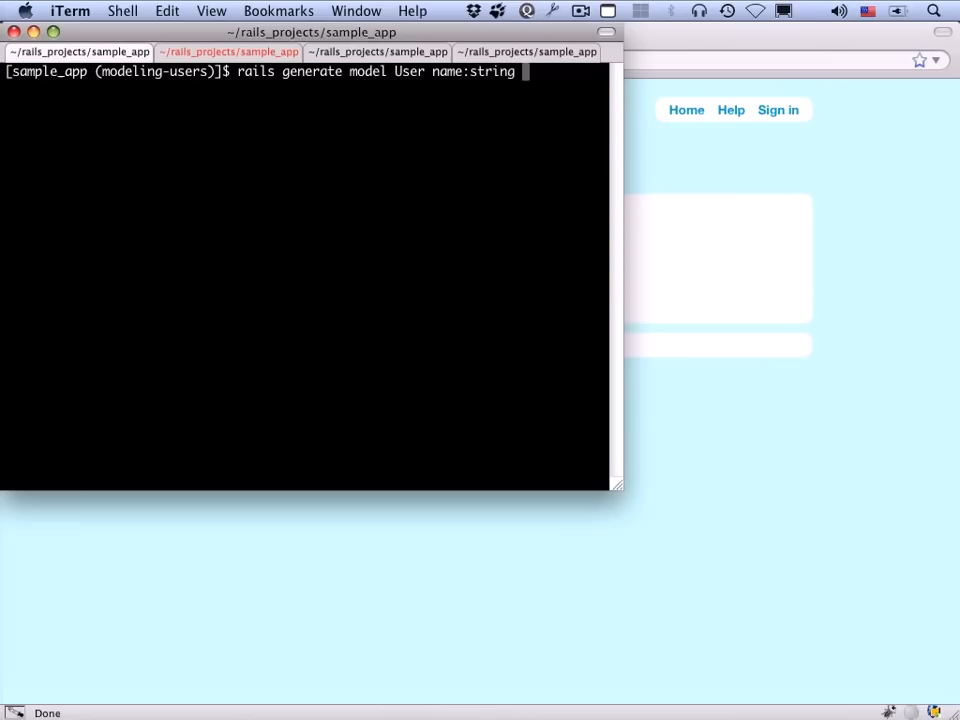 iTerm Shell Edit View Bookmarks Window Help
~/rails_projects/sample_app
~/rails_projects/sample_app ~/rails_projects/sample_app ~/rails_projects/sample_app ~/rails_projects/sample_app
[sample_app (modeling-users)]$ rails generate model User name:string
Home Help Sign in
Done